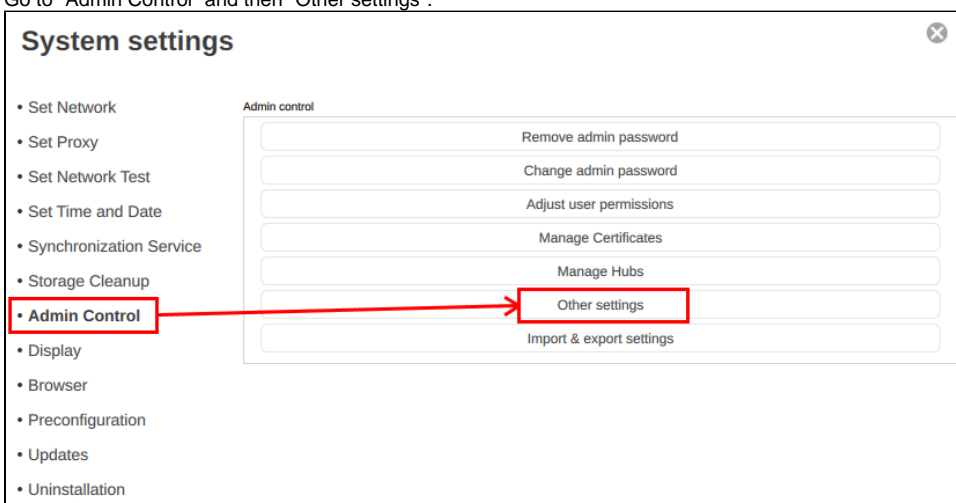 Go to "Admin Control" and then "Other settings".
System settings
• Set Network
• Set Proxy
• Set Network Test
• Set Time and Date
• Synchronization Service
• Storage Cleanup
• Admin Control
• Display
• Browser
• Preconfiguration
• Updates
• Uninstallation
Admin control
Remove admin password
Change admin password
Adjust user permissions
Manage Certificates
Manage Hubs
Other settings
Import & export settings